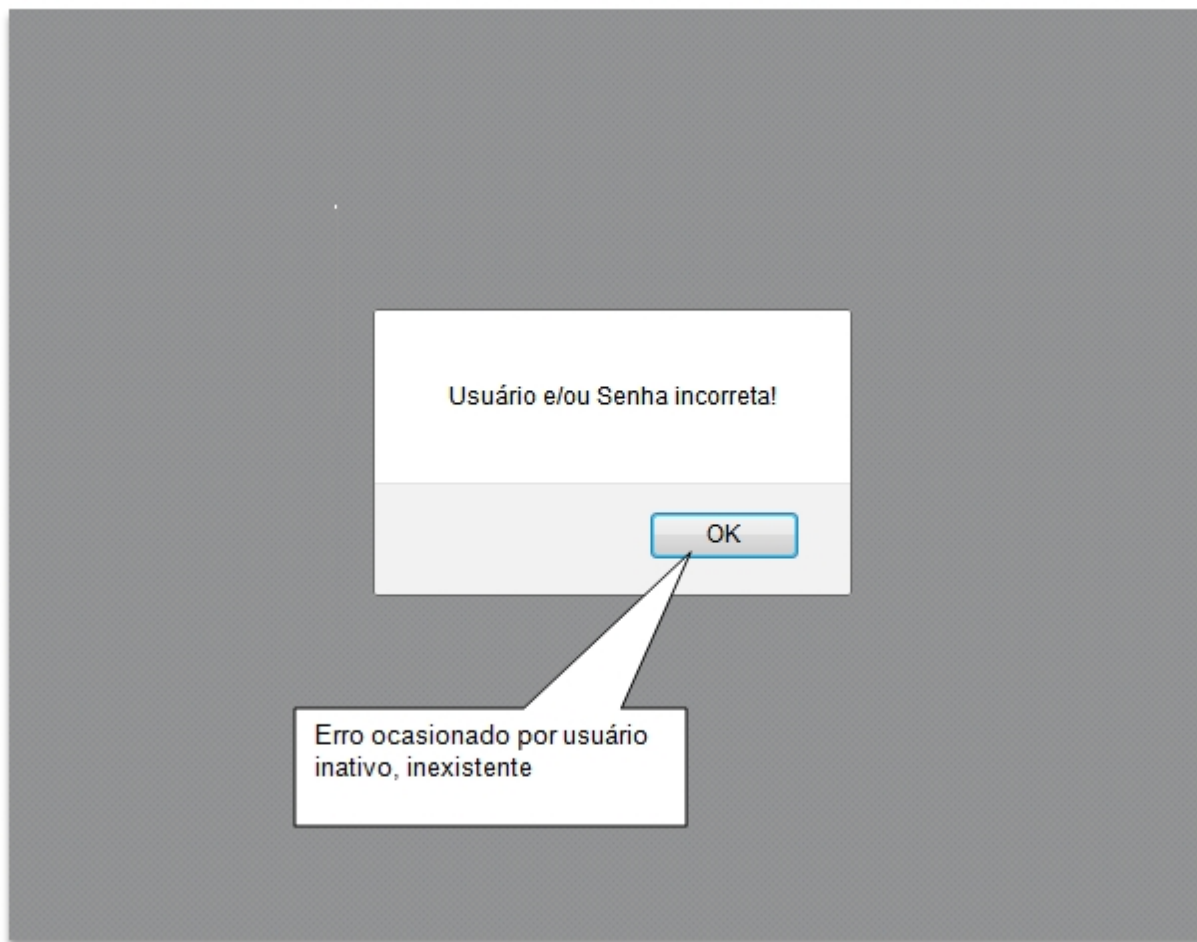 Usuário e/ou Senha incorreta!
OK
Erro ocasionado por usuário
inativo, inexistente